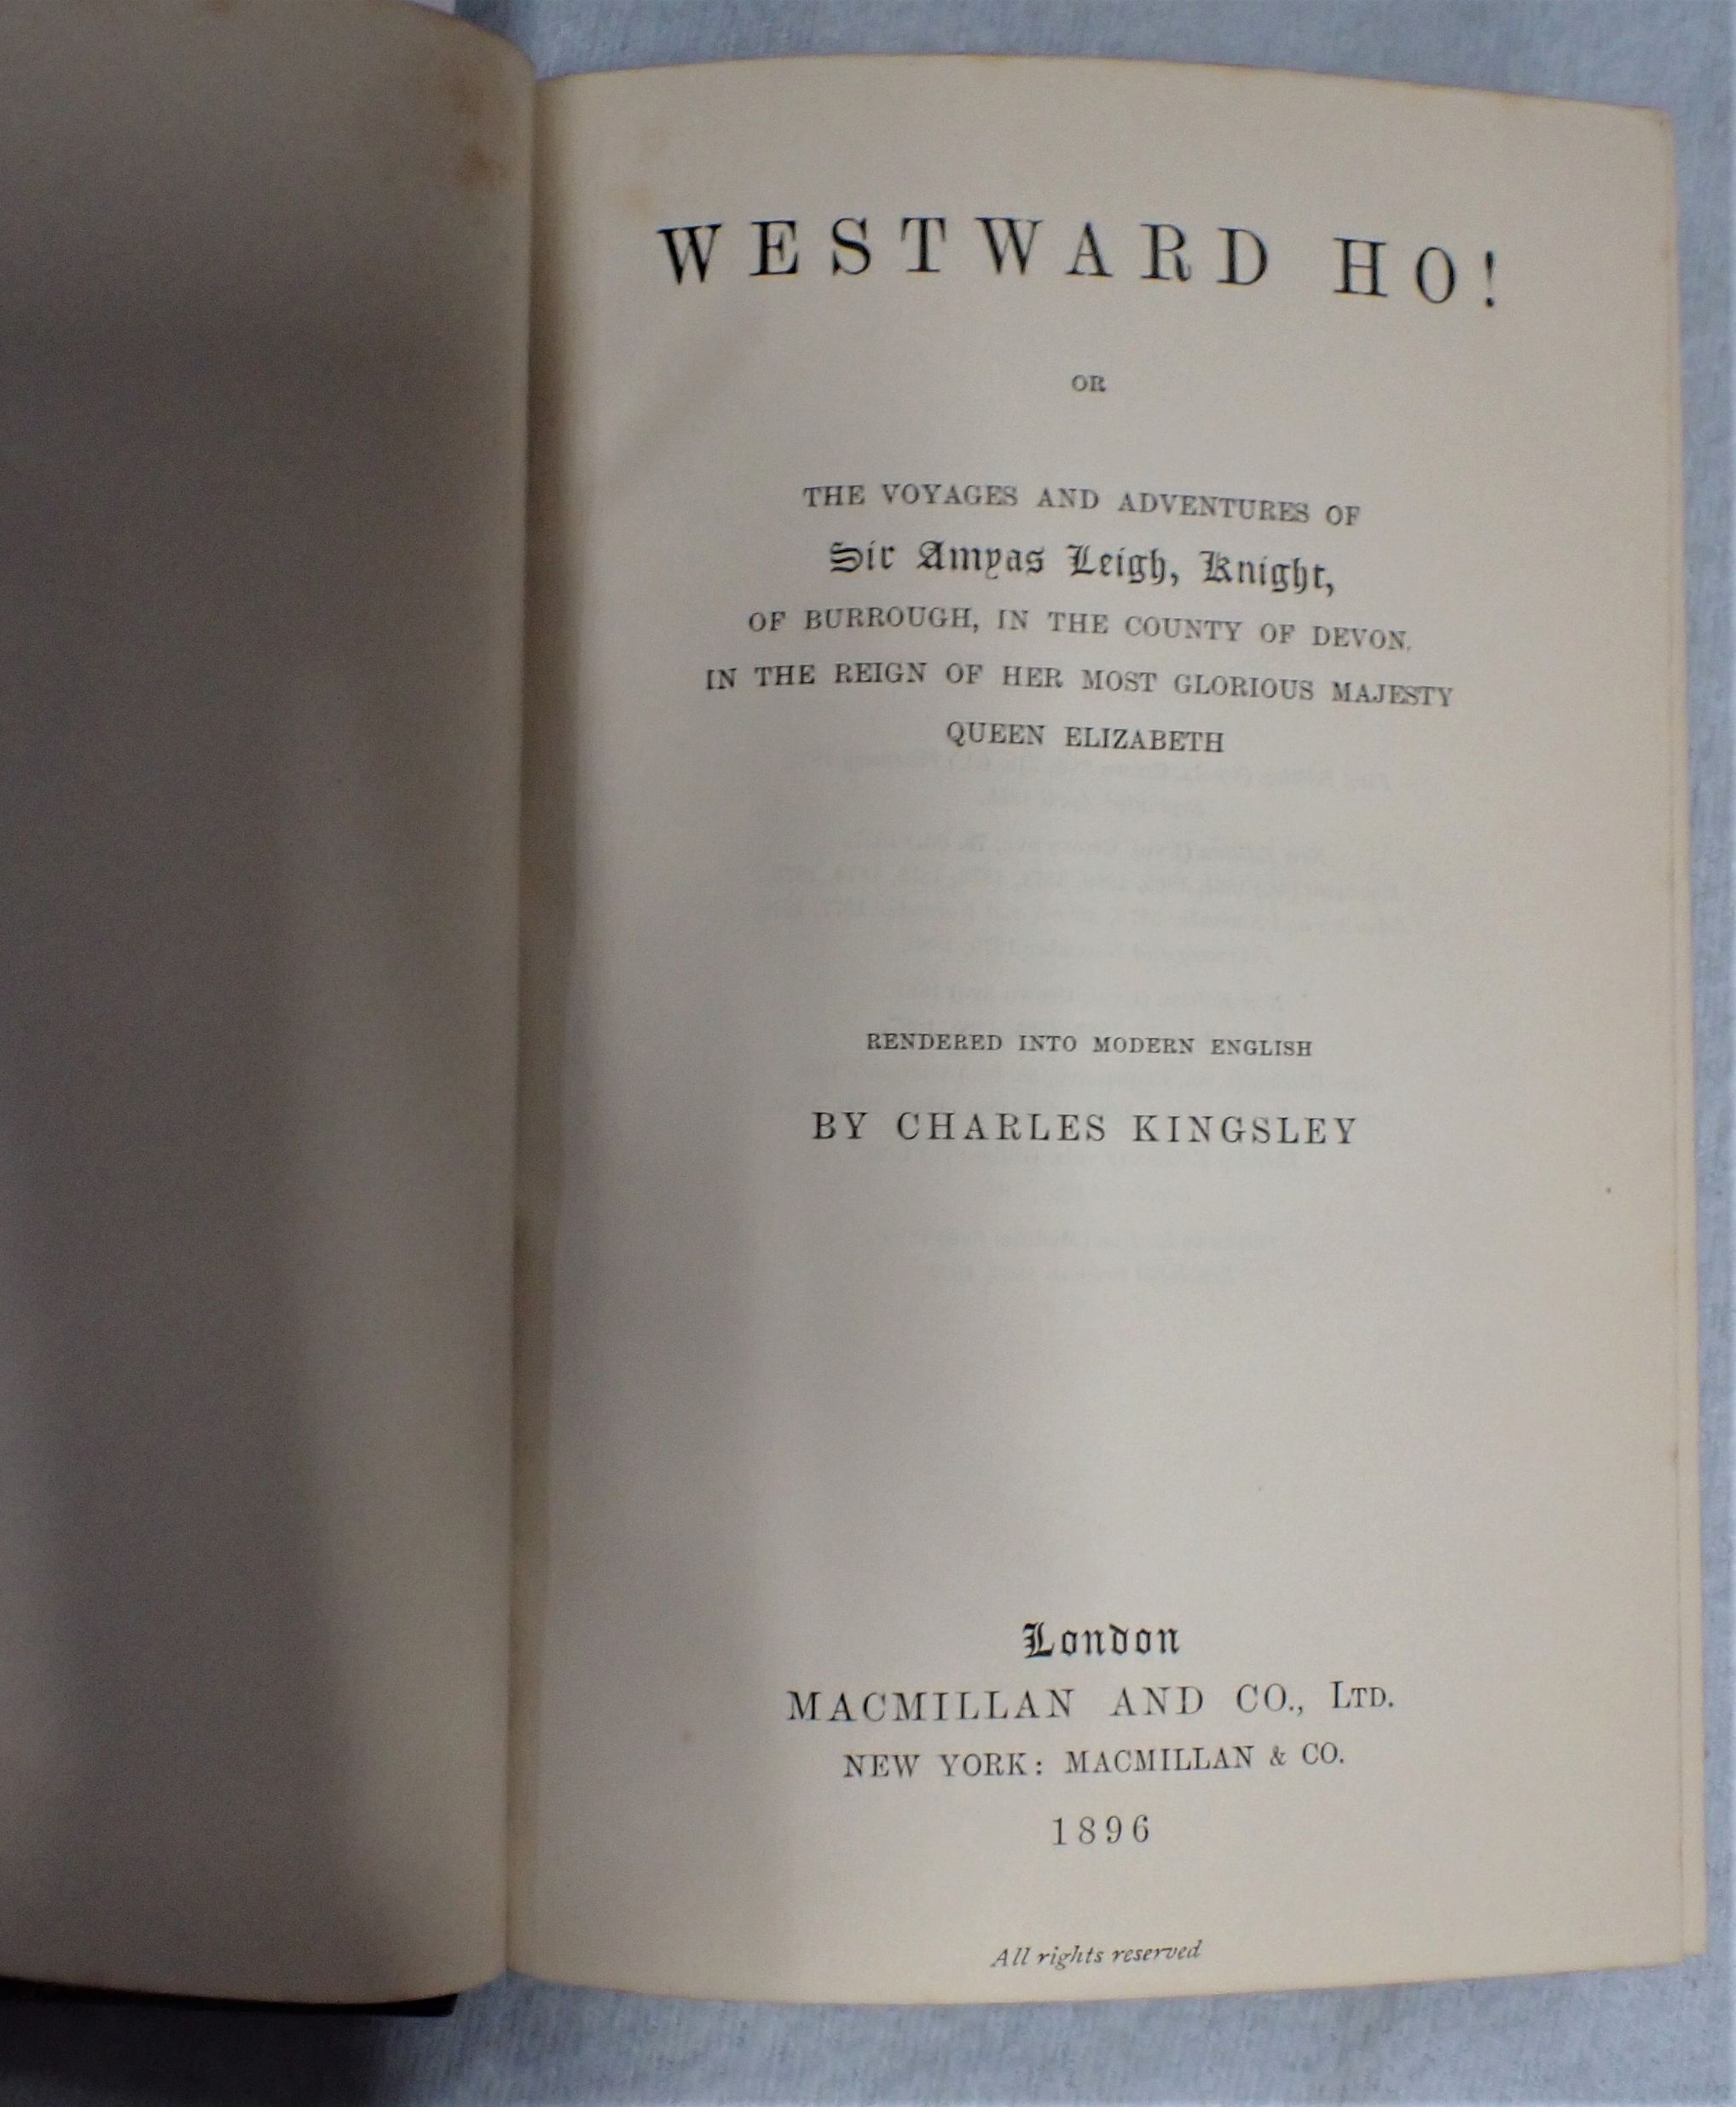 WESTWARD HO!
OR
THE VOYAGES AND ADVENTURES OF
Sir Amyas Leigh, Knight,
OF BURROUGH, IN THE COUNTY OF DEVON,
IN THE REIGN OF HER MOST GLORIOUS MAJESTY
QUEEN ELIZABETH
RENDERED INTO MODERN ENGLISH
BY CHARLES KINGSLEY
London
MACMILLAN AND CO., LTD.
NEW YORK: MACMILLAN & CO.
1896
All rights reserved